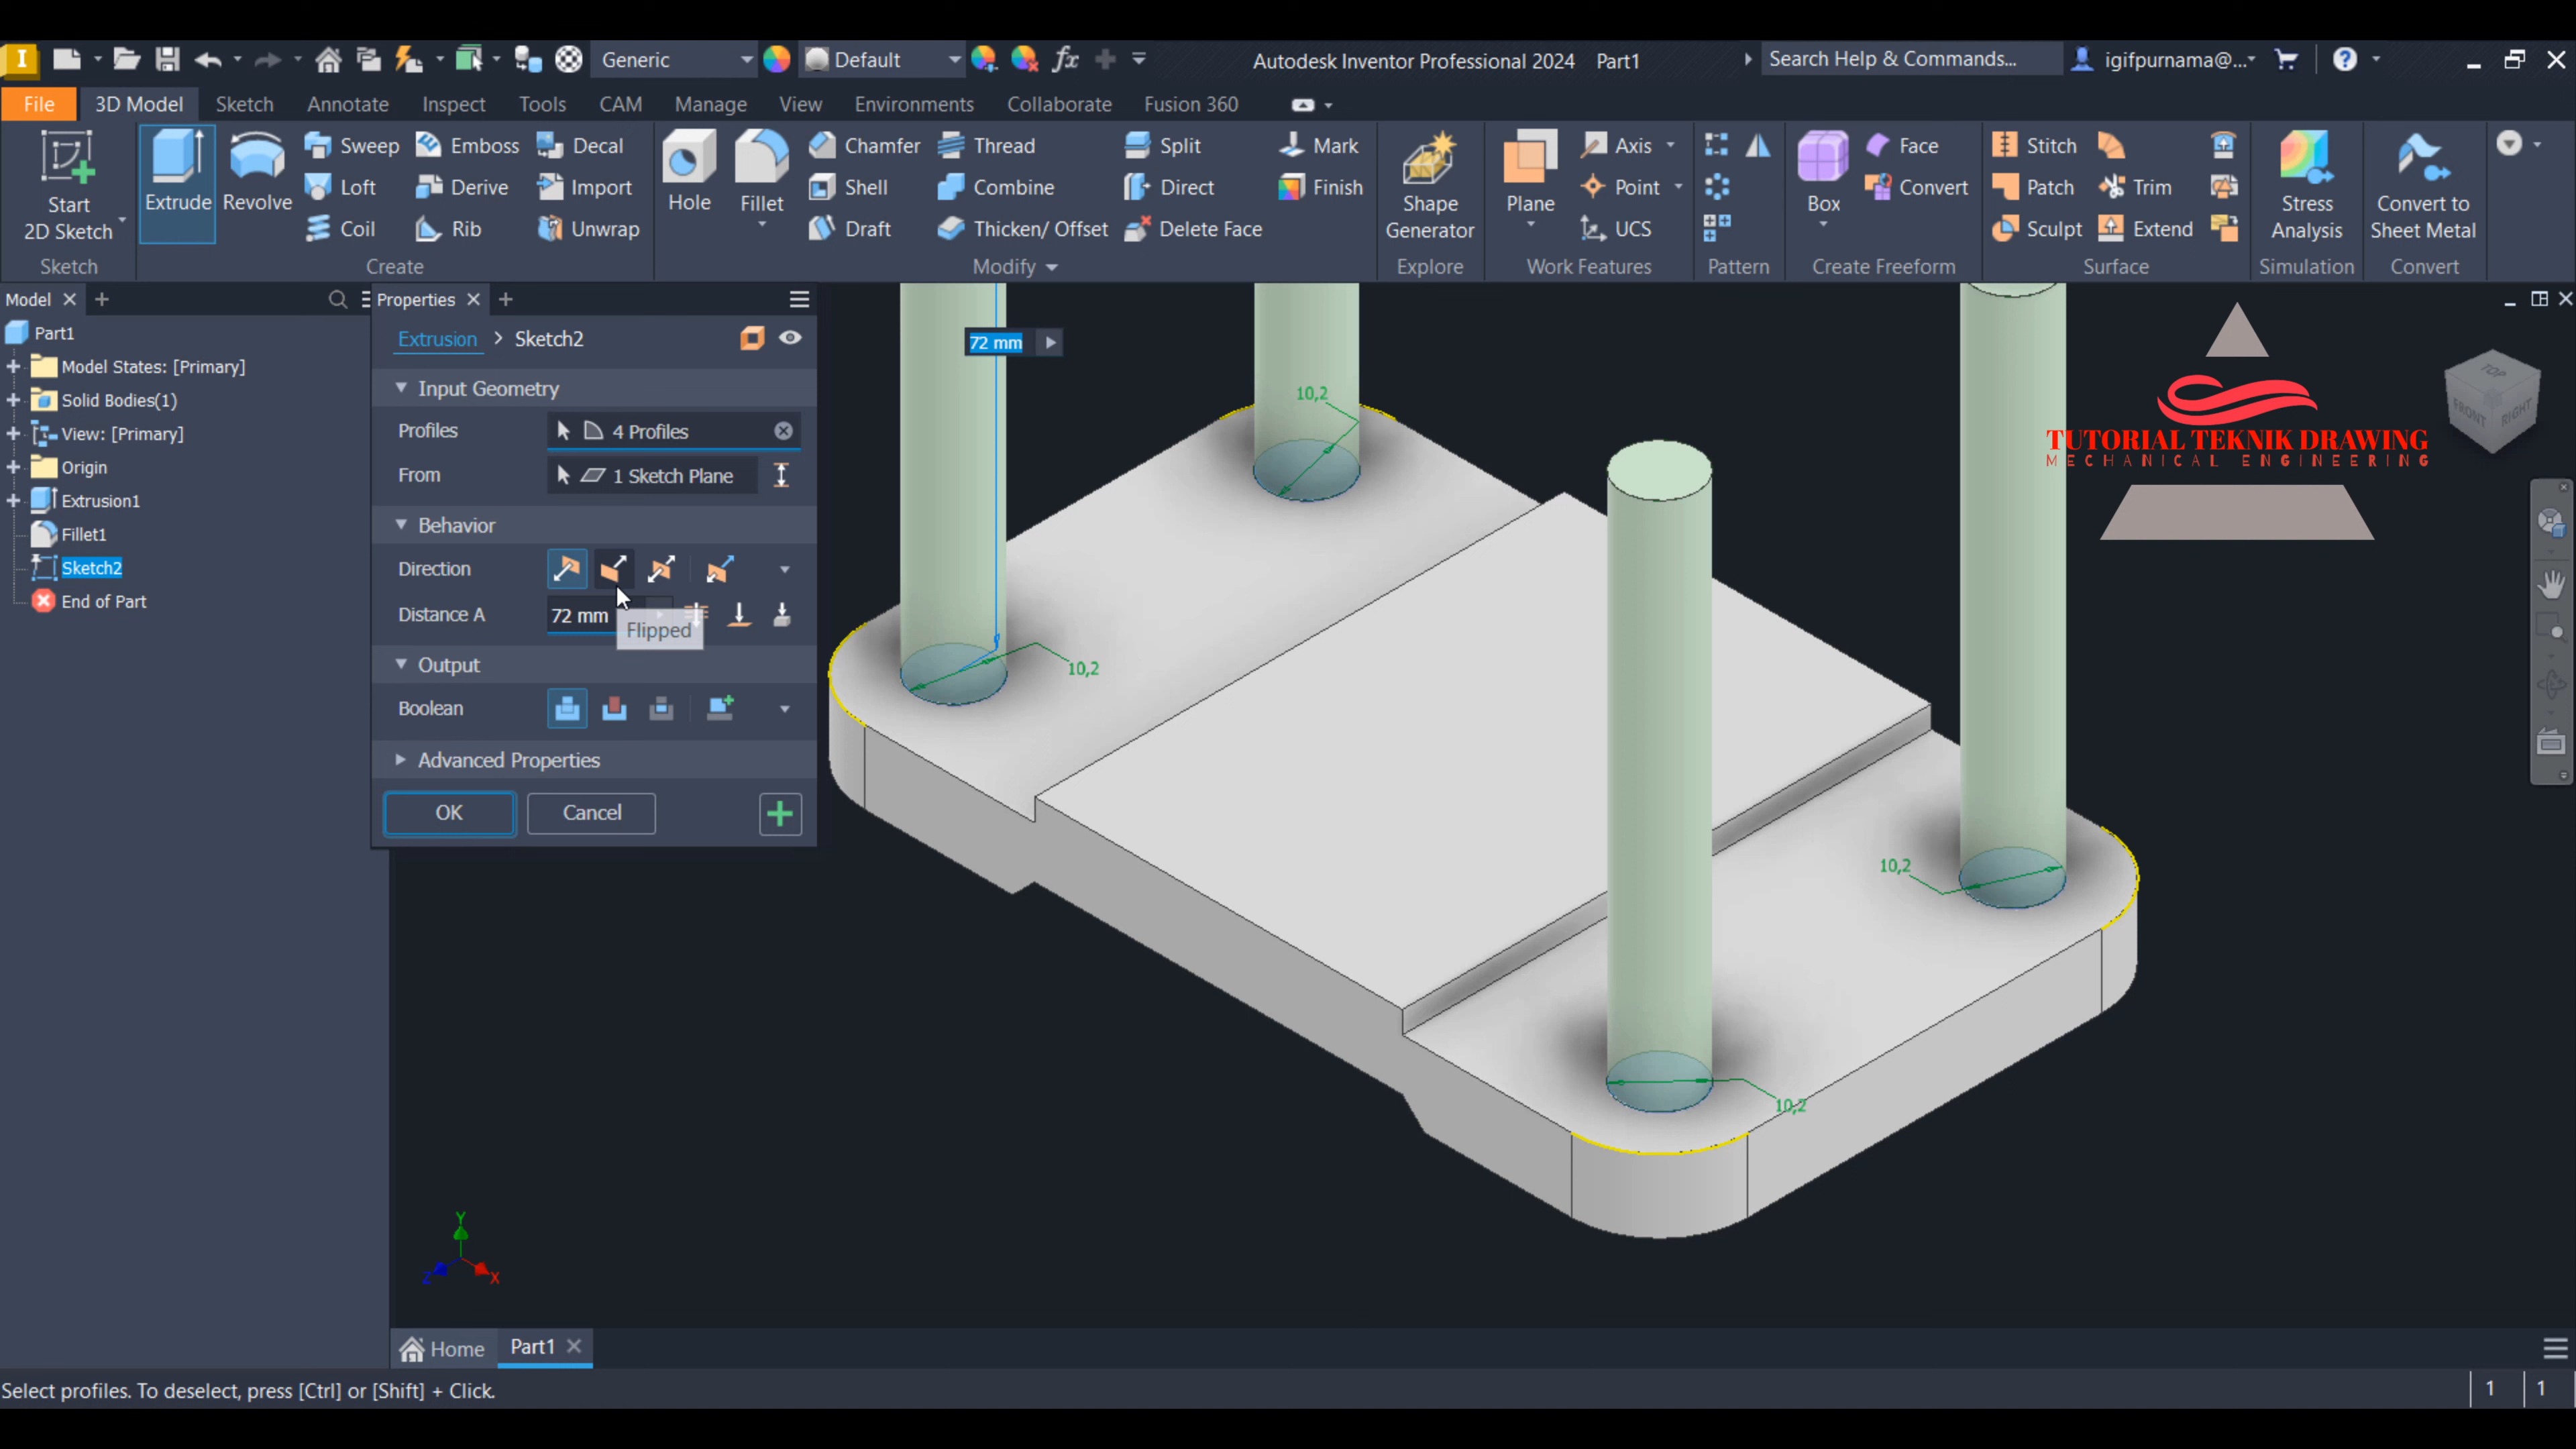 Generic
Default
Autodesk Inventor Professional 2024 Part1
Search Help & Commands...
igifpurnama@...
File 3D Model Sketch Annotate Inspect Tools CAM Manage View Environments Collaborate Fusion 360
Start 2D Sketch
Extrude
Revolve
Sweep
Loft
Coil
Emboss
Derive
Rib
Decal
Import
Unwrap
Hole
Fillet
Chamfer
Shell
Draft
Thread
Combine
Thicken/ Offset
Split
Direct
Delete Face
Mark
Finish
Shape Generator
Plane
Axis
Point
UCS
Box
Face
Convert
Stitch
Patch
Sculpt
Trim
Extend
Stress Analysis
Convert to Sheet Metal
Sketch Create Modify Explore Work Features Pattern Create Freeform Surface Simulation Convert
Model
Part1
Model States: [Primary]
Solid Bodies(1)
View: [Primary]
Origin
Extrusion1
Fillet1
Sketch2
End of Part
Properties
Extrusion > Sketch2
Input Geometry
Profiles 4 Profiles
From 1 Sketch Plane
Behavior
Direction
Distance A 72 mm
Flipped
Output
Boolean
Advanced Properties
OK Cancel
72 mm
10,2
10,2
10,2
10,2
TOP
FRONT RIGHT
TUTORIAL TEKNIK DRAWING
MECHANICAL ENGINEERING
Y
Z X
Home Part1
Select profiles. To deselect, press [Ctrl] or [Shift] + Click.
1 1